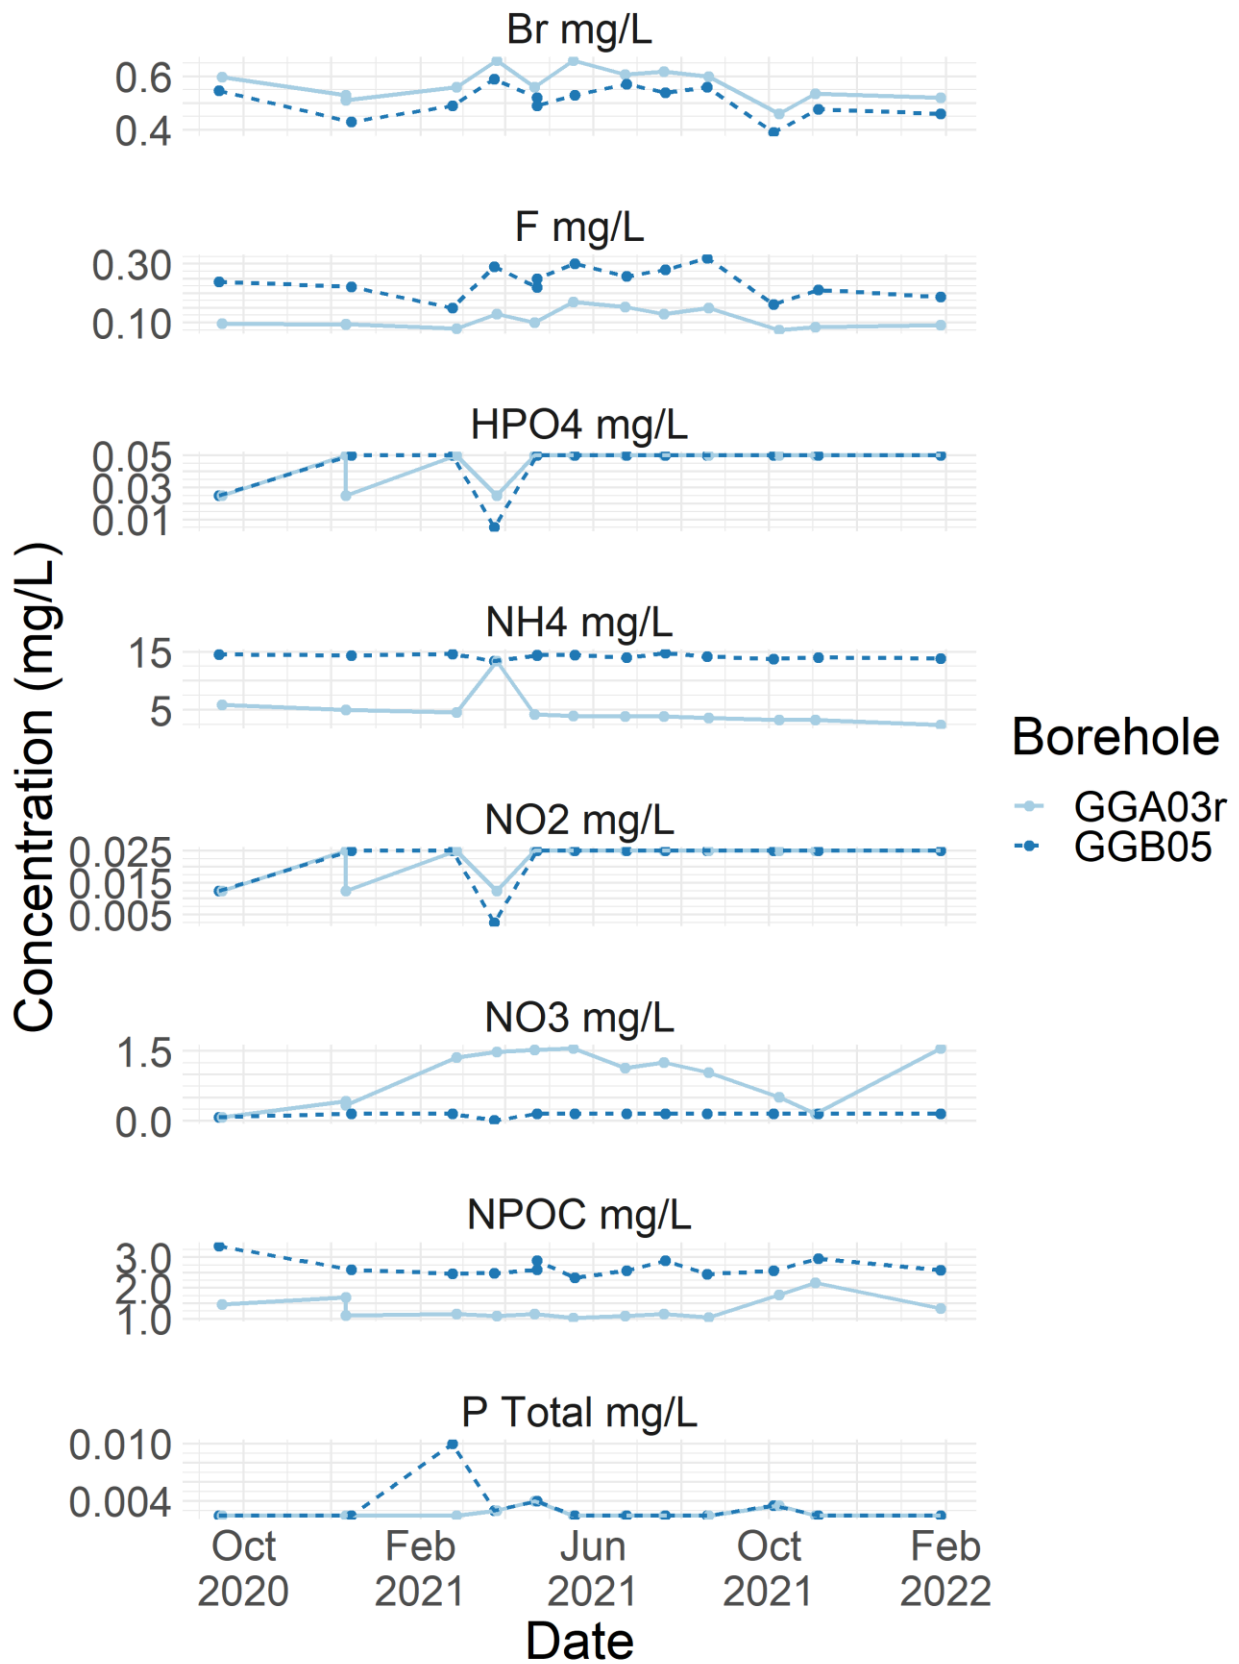 Br mg/L
0.6
0.4
F mg/L
0.30
0.10
HPO4 mg/L
0.05
0.03
0.01
NH4 mg/L
15
5
NO2 mg/L
0.025
0.015
0.005
NO3 mg/L
1.5
0.0
NPOC mg/L
3.0
2.0
1.0
P Total mg/L
0.010
0.004
Oct Feb Jun Oct Feb
2020 2021 2021 2021 2022
Date
Concentration (mg/L)
Borehole
GGA03r
GGB05